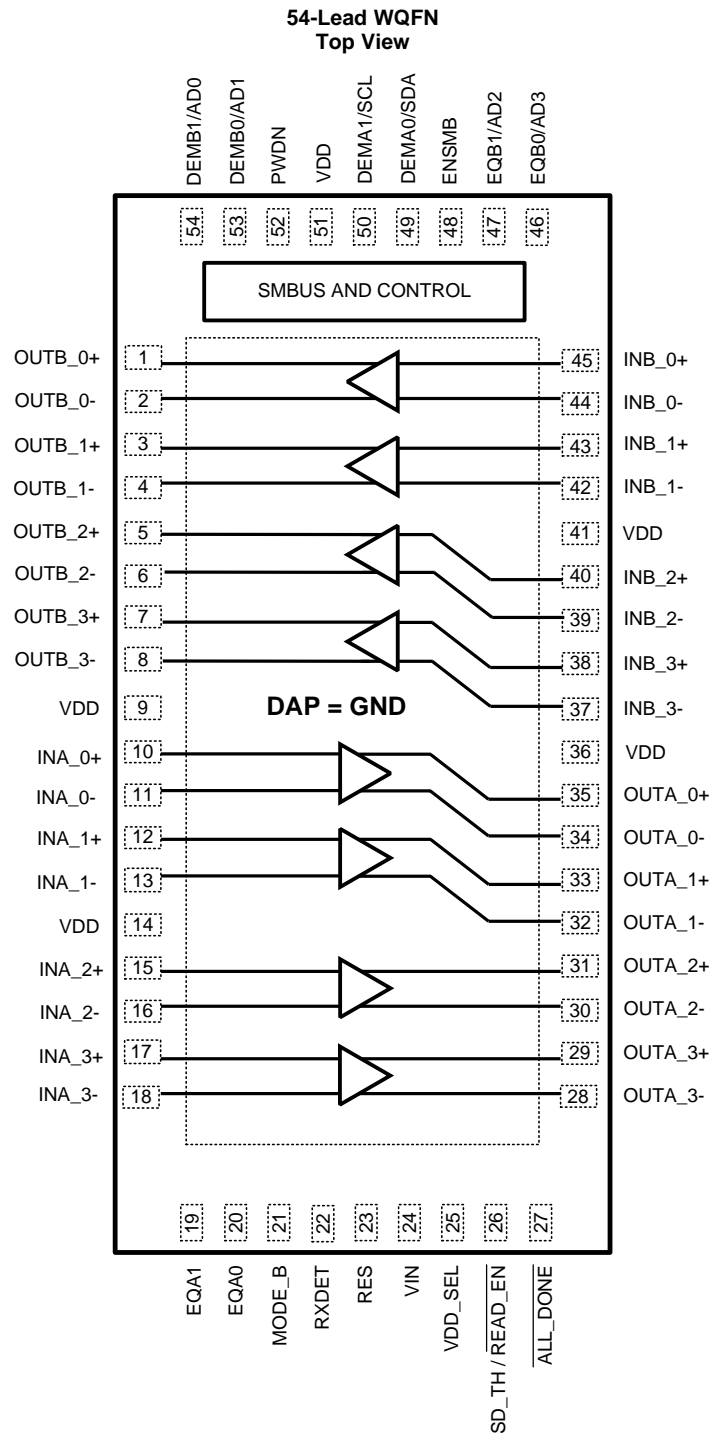 54-Lead WQFN
Top View
DEMB1/AD0
DEMB0/AD1
PWDN
VDD
DEMA1/SCL
DEMA0/SDA
ENSMB
EQB1/AD2
EQB0/AD3
54
53
52
51
50
49
48
47
46
SMBUS AND CONTROL
OUTB_0+ 1 45 INB_0+
OUTB_0- 2 44 INB_0-
OUTB_1+ 3 43 INB_1+
OUTB_1- 4 42 INB_1-
OUTB_2+ 5 41 VDD
OUTB_2- 6 40 INB_2+
39 INB_2-
OUTB_3+ 7 38 INB_3+
OUTB_3- 8 37 INB_3-
VDD 9 DAP = GND
INA_0+ 10 36 VDD
INA_0- 11 35 OUTA_0+
INA_1+ 12 34 OUTA_0-
INA_1- 13 33 OUTA_1+
VDD 14 32 OUTA_1-
INA_2+ 15 31 OUTA_2+
INA_2- 16 30 OUTA_2-
INA_3+ 17 29 OUTA_3+
INA_3- 18 28 OUTA_3-
19
20
21
22
23
24
25
26
27
EQA1
EQA0
MODE_B
RXDET
RES
VIN
VDD_SEL
SD_TH / READ_EN
ALL_DONE